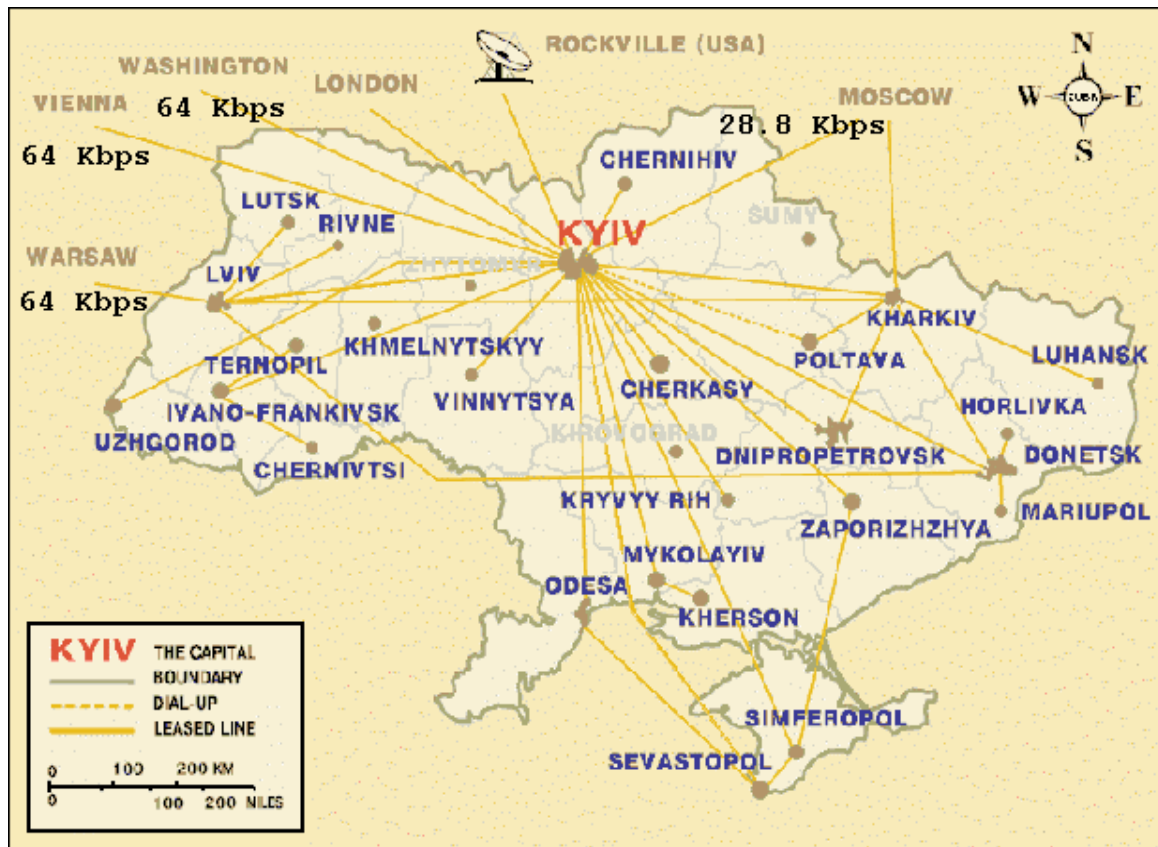 ROCKVILLE (USA)
WASHINGTON
LONDON
VIENNA
64 Kbps
MOSCOW
28.8 Kbps
64 Kbps
N
W
CUBA
E
S
CHERNIHIV
LUTSK
RIVNE
KYIV
SUMY
WARSAW
ZHYTOMYR
LVIV
64 Kbps
KHARKIV
KHMELNYTSKYY
POLTAVA
LUHANSK
TERNOPIL
VINNYTSYA
CHERKASY
HORLIVKA
IVANO-FRANKIVSK
UZHGOROD
KIROVOGRAD
CHERNIVTSI
DNIPROPETROVSK
DONETSK
KRYVYY RIH
MARIUPOL
ZAPORIZHZHYA
MYKOLAYIV
ODESA
KHERSON
SIMFEROPOL
SEVASTOPOL
KYIV THE CAPITAL
BOUNDARY
DIAL-UP
LEASED LINE
0 100 200 KM
0 100 200 MILES